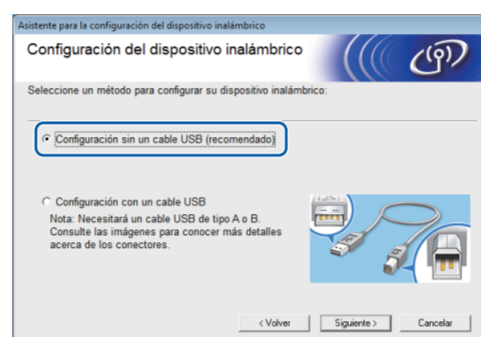 Asistente para la configuración del dispositivo inalámbrico
Configuración del dispositivo inalámbrico
Seleccione un método para configurar su dispositivo inalámbrico:
Configuración sin un cable USB (recomendado)
Configuración con un cable USB
Nota: Necesitará un cable USB de tipo A o B.
Consulte las imágenes para conocer más detalles
acerca de los conectores.
< Volver
Siguiente >
Cancelar